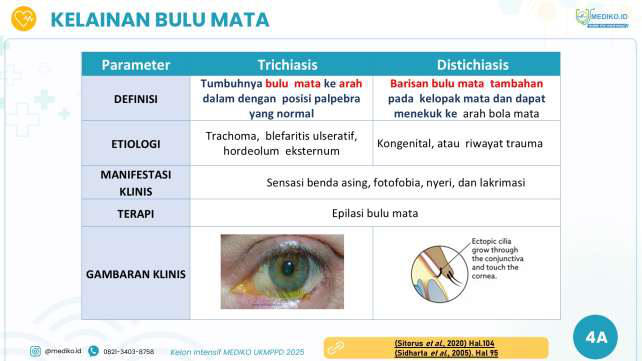 KELAINAN BULU MATA
MEDIKO.ID
Parameter
Trichiasis
Distichiasis
DEFINISI
Tumbuhnya bulu mata ke arah
dalam dengan posisi palpebra
yang normal
Barisan bulu mata tambahan
pada kelopak mata dan dapat
menekuk ke arah bola mata
ETIOLOGI
Trachoma, blefaritis ulseratif,
hordeolum eksternum
Kongenital, atau riwayat trauma
MANIFESTASI
KLINIS
Sensasi benda asing, fotofobia, nyeri, dan lakrimasi
TERAPI
Epilasi bulu mata
GAMBARAN KLINIS
Ectopic cilia
grow through
the conjunctiva
and touch the
cornea.
@mediko.id
0821-3403-8758
Kelon Intensif MEDIKO UKMPPD 2025
(Sitorus et al., 2020) Hal.104
(Sidharta et al., 2005). Hal 95
4A